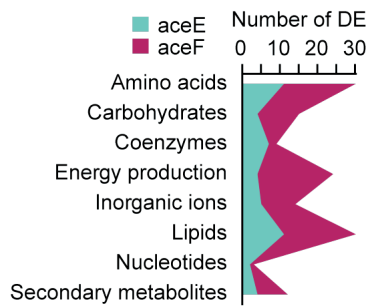 aceE
aceF
Number of DE
0 10 20 30
Amino acids
Carbohydrates
Coenzymes
Energy production
Inorganic ions
Lipids
Nucleotides
Secondary metabolites